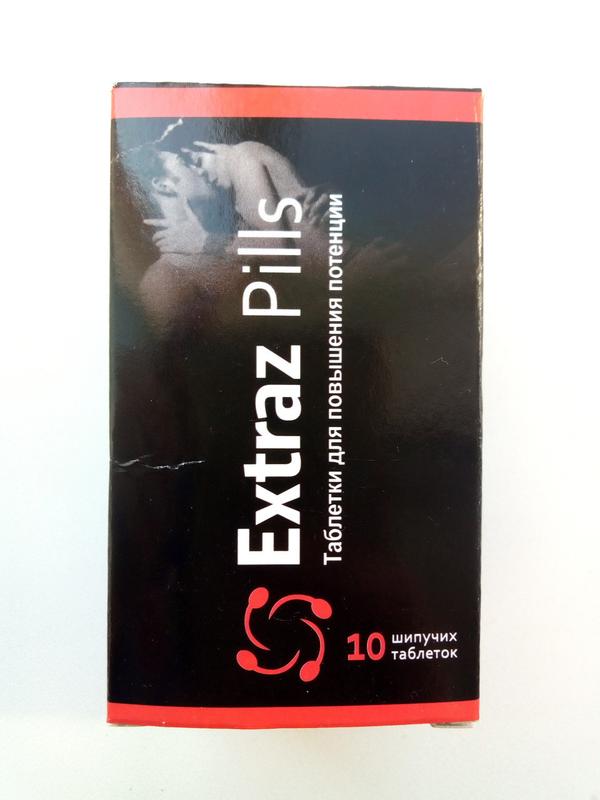 Extraz Pills
Таблетки для повышения потенции
10
шипучих
таблеток